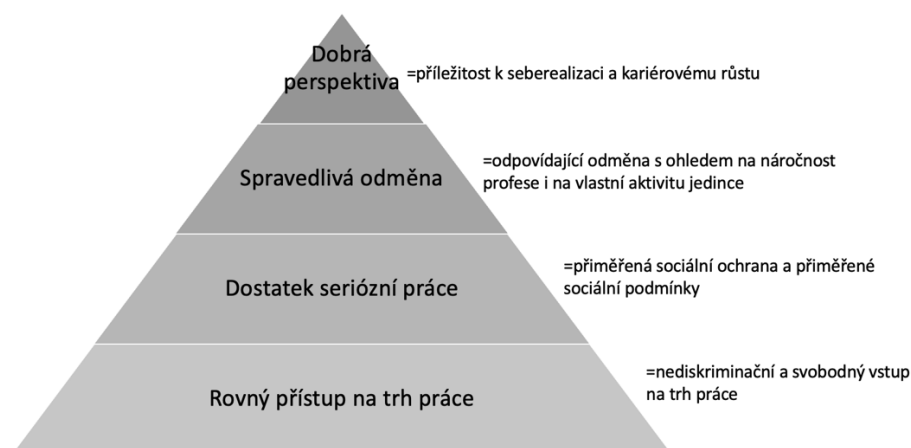 Dobrá
perspektiva
=příležitost k seberealizaci a kariérovému růstu
Spravedlivá odměna
=odpovídající odměna s ohledem na náročnost
profese i na vlastní aktivitu jedince
Dostatek seriózní práce
=přiměřená sociální ochrana a přiměřené
sociální podmínky
Rovný přístup na trh práce
=nediskriminační a svobodný vstup
na trh práce